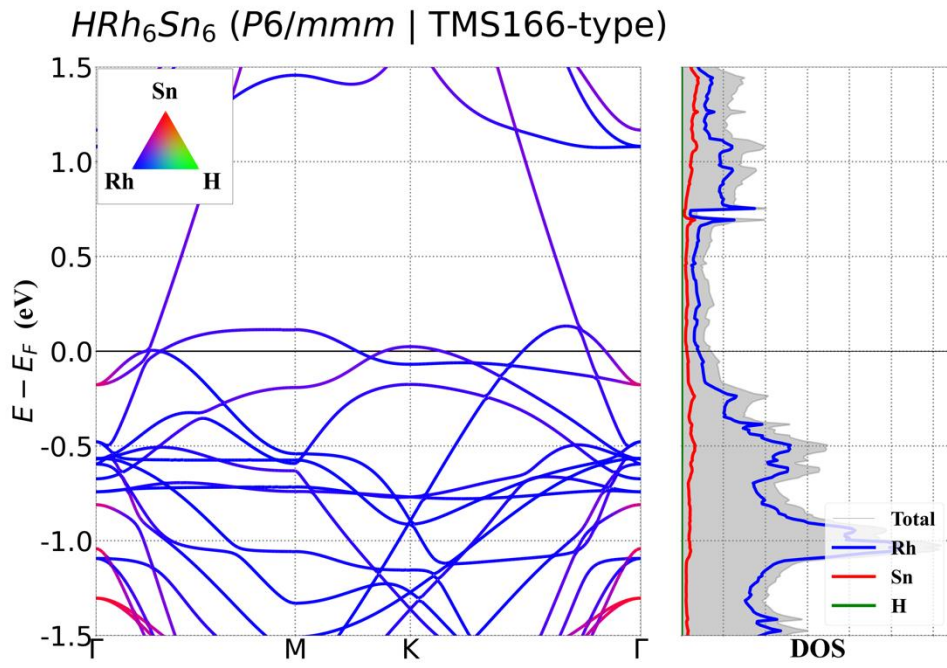 HRh₆Sn₆ (P6/mmm | TMS166-type)
Sn
Rh H
E − E_F (eV)
1.5
1.0
0.5
0.0
-0.5
-1.0
-1.5
Γ M K Γ
Total
Rh
Sn
H
DOS